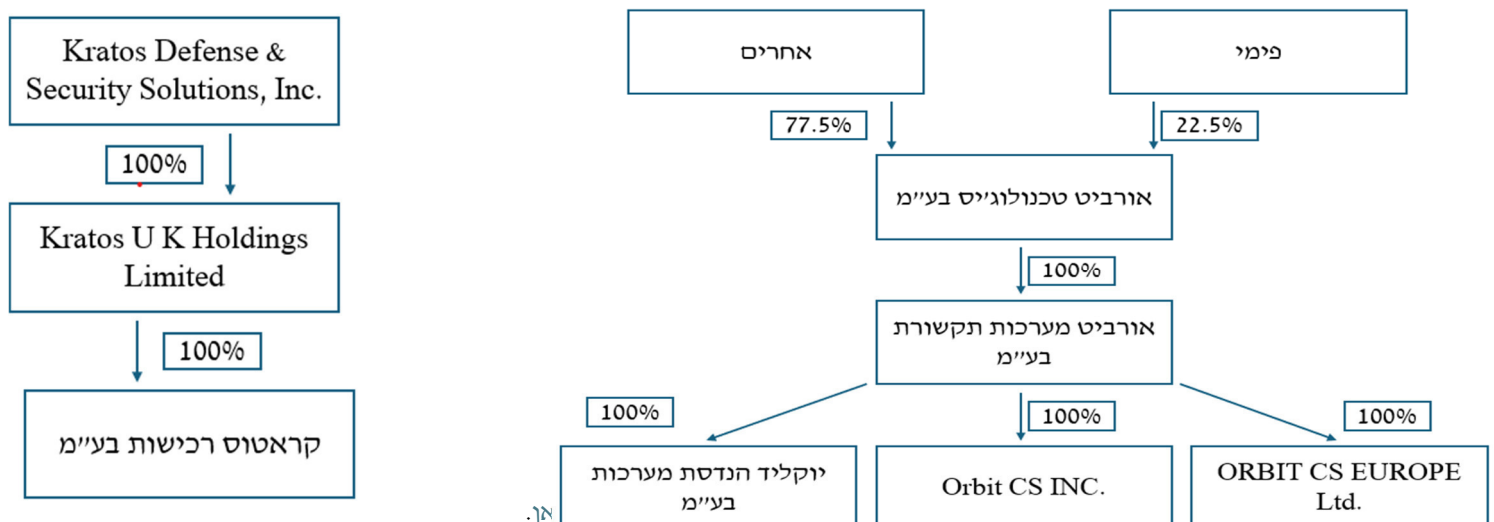 Kratos Defense &
Security Solutions, Inc.
100%
Kratos U K Holdings
Limited
100%
קראטוס רכישות בע"מ
אחרים
פימי
77.5%
22.5%
אורביט טכנולוג'יס בע"מ
100%
אורביט מערכות תקשורת
בע"מ
100%
100%
100%
יוקליד הנדסת מערכות
בע"מ
Orbit CS INC.
ORBIT CS EUROPE
Ltd.
אן.